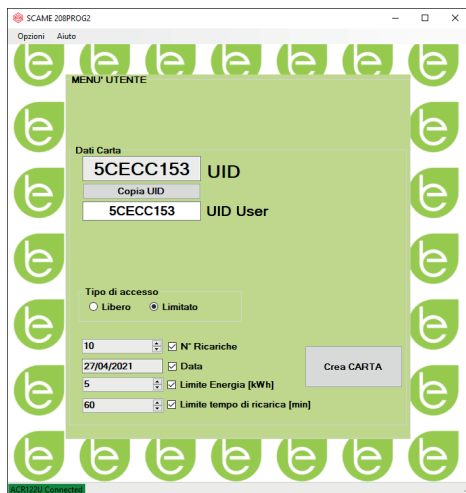 SCAME 208PROG2
Opzioni Aiuto
MENU' UTENTE
Dati Carta
5CECC153 UID
Copia UID
5CECC153 UID User
Tipo di accesso
Libero Limitato
10 N° Ricariche
27/04/2021 Data
Crea CARTA
5 Limite Energia [kWh]
60 Limite tempo di ricarica [min]
ACR122U Connected